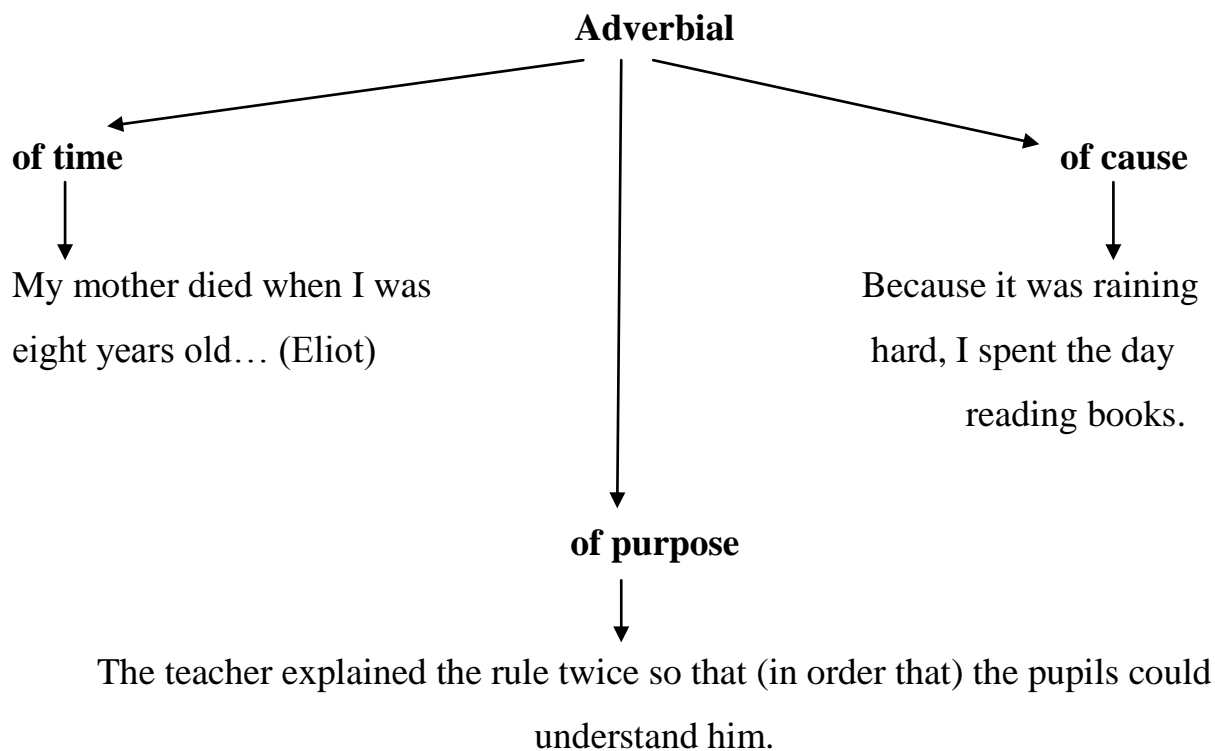 Adverbial
of time
of cause
My mother died when I was
eight years old… (Eliot)
Because it was raining
hard, I spent the day
reading books.
of purpose
The teacher explained the rule twice so that (in order that) the pupils could
understand him.